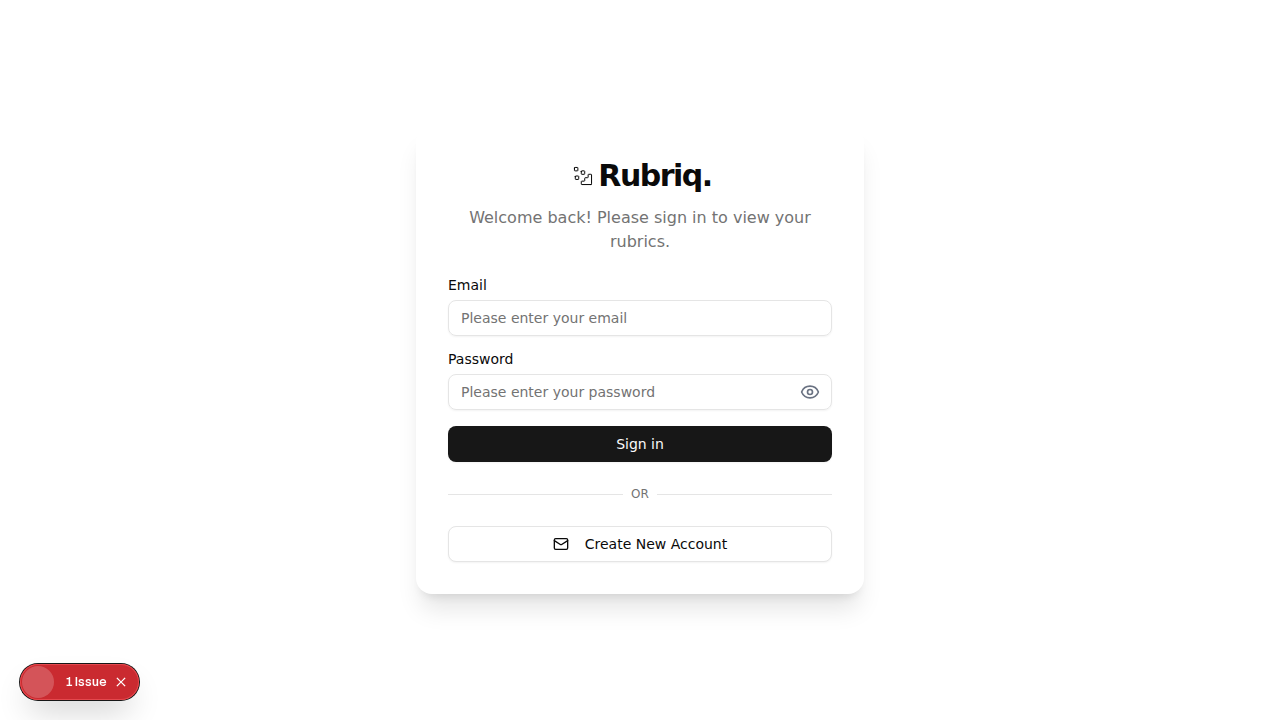 Rubriq.
Welcome back! Please sign in to view your
rubrics.
Email
Please enter your email
Password
Please enter your password
Sign in
OR
Create New Account
1 Issue